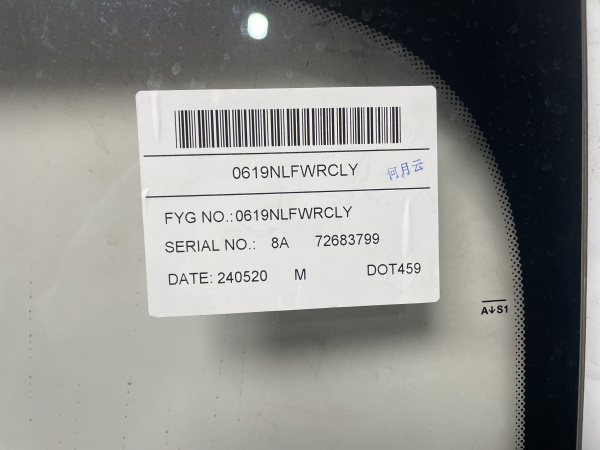 0619NLFWRCLY
何月云
FYG NO.:0619NLFWRCLY
SERIAL NO.: 8A 72683799
DATE: 240520 M DOT459
A↓S1